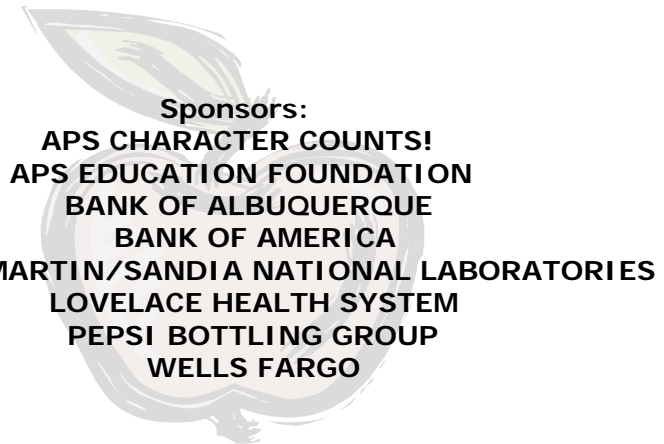 Sponsors:
APS CHARACTER COUNTS!
APS EDUCATION FOUNDATION
BANK OF ALBUQUERQUE
BANK OF AMERICA
MARTIN/SANDIA NATIONAL LABORATORIES
LOVELACE HEALTH SYSTEM
PEPSI BOTTLING GROUP
WELLS FARGO